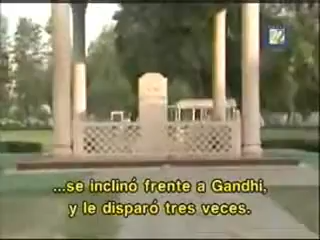 ...se inclinó frente a Gandhi,
y le disparó tres veces.